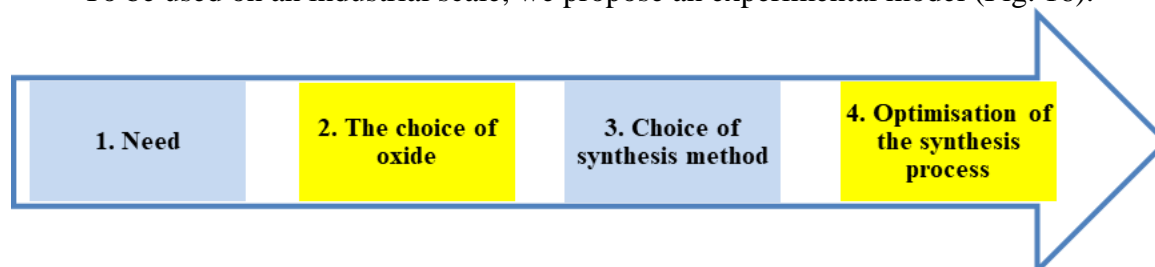 To be used on an industrial scale, we propose an experimental model (Fig. 16).
1. Need
2. The choice of
oxide
3. Choice of
synthesis method
4. Optimisation of
the synthesis
process